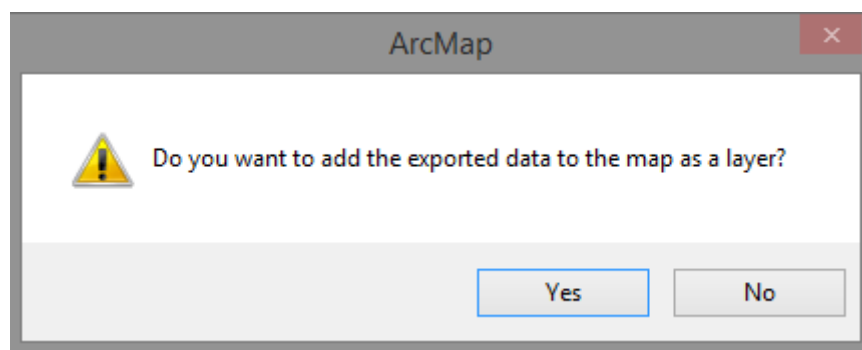 ArcMap
Do you want to add the exported data to the map as a layer?
Yes
No